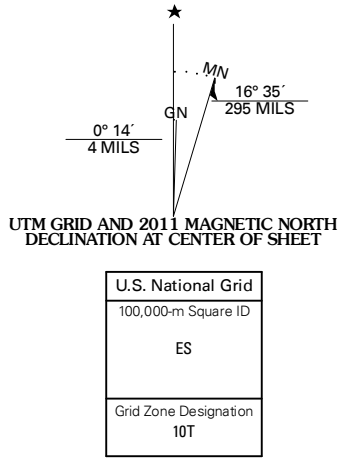 MN
16° 35´
295 MILS
GN
0° 14´
4 MILS
UTM GRID AND 2011 MAGNETIC NORTH
DECLINATION AT CENTER OF SHEET
U.S. National Grid
100,000-m Square ID
ES
Grid Zone Designation
10T